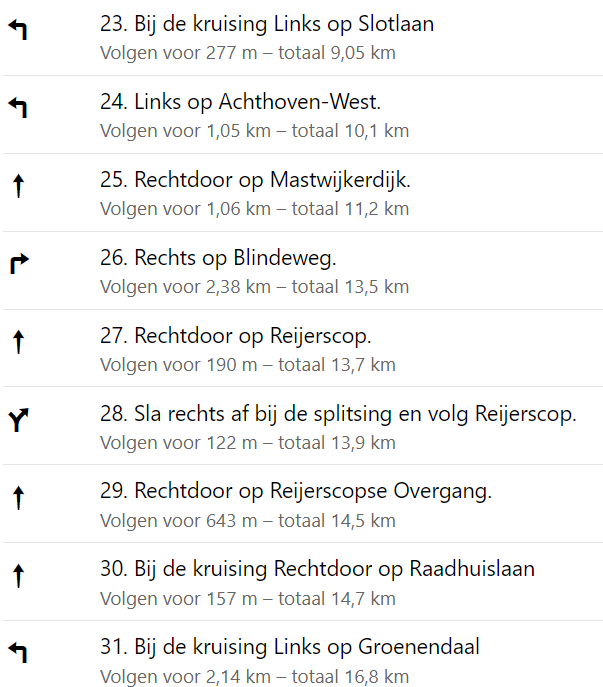 23. Bij de kruising Links op Slotlaan
Volgen voor 277 m – totaal 9,05 km
24. Links op Achthoven-West.
Volgen voor 1,05 km – totaal 10,1 km
25. Rechtdoor op Mastwijkerdijk.
Volgen voor 1,06 km – totaal 11,2 km
26. Rechts op Blindeweg.
Volgen voor 2,38 km – totaal 13,5 km
27. Rechtdoor op Reijerscop.
Volgen voor 190 m – totaal 13,7 km
28. Sla rechts af bij de splitsing en volg Reijerscop.
Volgen voor 122 m – totaal 13,9 km
29. Rechtdoor op Reijerscopse Overgang.
Volgen voor 643 m – totaal 14,5 km
30. Bij de kruising Rechtdoor op Raadhuislaan
Volgen voor 157 m – totaal 14,7 km
31. Bij de kruising Links op Groenendaal
Volgen voor 2,14 km – totaal 16,8 km